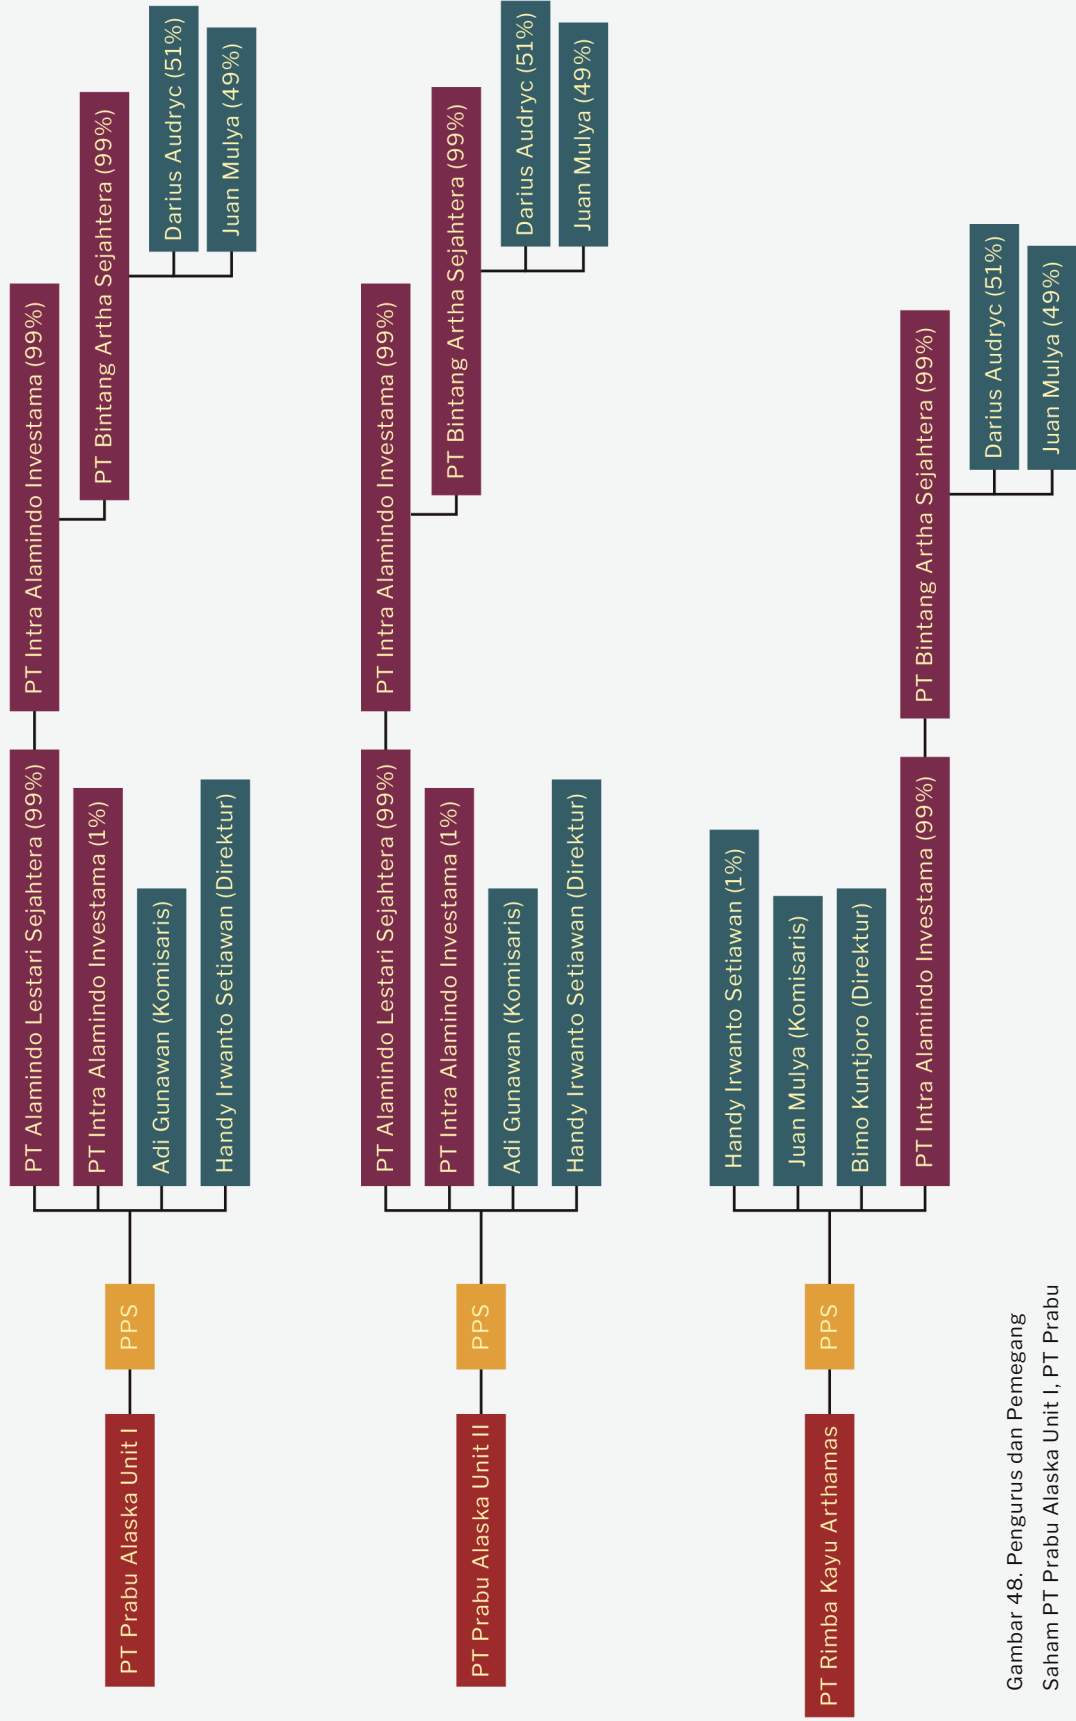 PT Prabu Alaska Unit I
PPS
PT Alamindo Lestari Sejahtera (99%)
PT Intra Alamindo Investama (1%)
Adi Gunawan (Komisaris)
Handy Irwanto Setiawan (Direktur)
PT Intra Alamindo Investama (99%)
PT Bintang Artha Sejahtera (99%)
Darius Audryc (51%)
Juan Mulya (49%)
PT Prabu Alaska Unit II
PPS
PT Alamindo Lestari Sejahtera (99%)
PT Intra Alamindo Investama (1%)
Adi Gunawan (Komisaris)
Handy Irwanto Setiawan (Direktur)
PT Intra Alamindo Investama (99%)
PT Bintang Artha Sejahtera (99%)
Darius Audryc (51%)
Juan Mulya (49%)
PT Rimba Kayu Arthamas
PPS
Handy Irwanto Setiawan (1%)
Juan Mulya (Komisaris)
Bimo Kuntjoro (Direktur)
PT Intra Alamindo Investama (99%)
PT Bintang Artha Sejahtera (99%)
Darius Audryc (51%)
Juan Mulya (49%)
Gambar 48. Pengurus dan Pemegang
Saham PT Prabu Alaska Unit I, PT Prabu